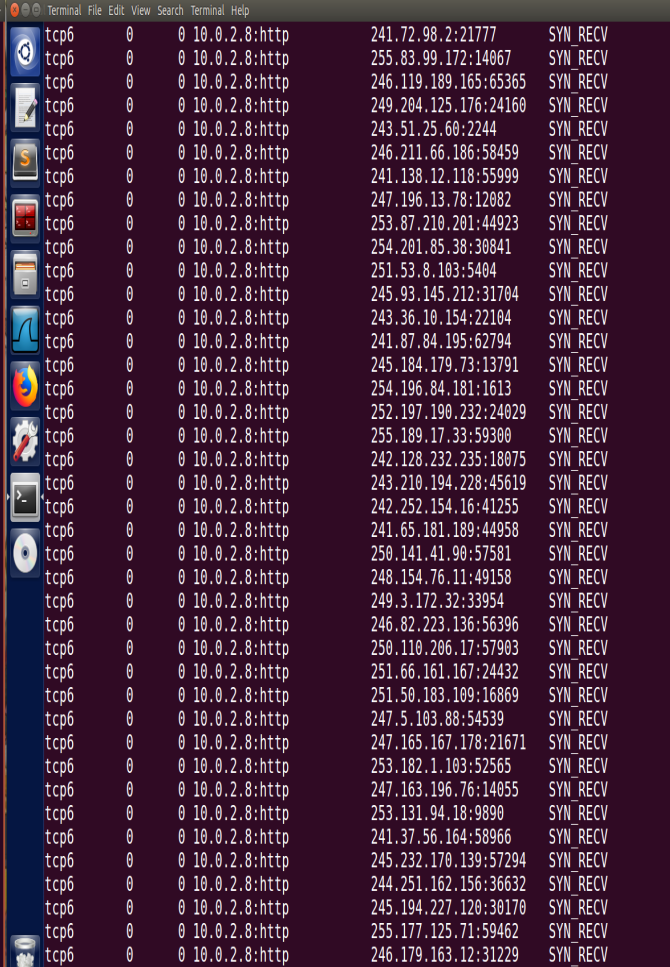 Terminal File Edit View Search Terminal Help
tcp6 0 0 10.0.2.8:http 241.72.98.2:21777 SYN_RECV
tcp6 0 0 10.0.2.8:http 255.83.99.172:14067 SYN_RECV
tcp6 0 0 10.0.2.8:http 246.119.189.165:65365 SYN_RECV
tcp6 0 0 10.0.2.8:http 249.204.125.176:24160 SYN_RECV
tcp6 0 0 10.0.2.8:http 243.51.25.60:2244 SYN_RECV
tcp6 0 0 10.0.2.8:http 246.211.66.186:58459 SYN_RECV
tcp6 0 0 10.0.2.8:http 241.138.12.118:55999 SYN_RECV
tcp6 0 0 10.0.2.8:http 247.196.13.78:12082 SYN_RECV
tcp6 0 0 10.0.2.8:http 253.87.210.201:44923 SYN_RECV
tcp6 0 0 10.0.2.8:http 254.201.85.38:30841 SYN_RECV
tcp6 0 0 10.0.2.8:http 251.53.8.103:5404 SYN_RECV
tcp6 0 0 10.0.2.8:http 245.93.145.212:31704 SYN_RECV
tcp6 0 0 10.0.2.8:http 243.36.10.154:22104 SYN_RECV
tcp6 0 0 10.0.2.8:http 241.87.84.195:62794 SYN_RECV
tcp6 0 0 10.0.2.8:http 245.184.179.73:13791 SYN_RECV
tcp6 0 0 10.0.2.8:http 254.196.84.181:1613 SYN_RECV
tcp6 0 0 10.0.2.8:http 252.197.190.232:24029 SYN_RECV
tcp6 0 0 10.0.2.8:http 255.189.17.33:59300 SYN_RECV
tcp6 0 0 10.0.2.8:http 242.128.232.235:18075 SYN_RECV
tcp6 0 0 10.0.2.8:http 243.210.194.228:45619 SYN_RECV
tcp6 0 0 10.0.2.8:http 242.252.154.16:41255 SYN_RECV
tcp6 0 0 10.0.2.8:http 241.65.181.189:44958 SYN_RECV
tcp6 0 0 10.0.2.8:http 250.141.41.90:57581 SYN_RECV
tcp6 0 0 10.0.2.8:http 248.154.76.11:49158 SYN_RECV
tcp6 0 0 10.0.2.8:http 249.3.172.32:33954 SYN_RECV
tcp6 0 0 10.0.2.8:http 246.82.223.136:56396 SYN_RECV
tcp6 0 0 10.0.2.8:http 250.110.206.17:57903 SYN_RECV
tcp6 0 0 10.0.2.8:http 251.66.161.167:24432 SYN_RECV
tcp6 0 0 10.0.2.8:http 251.50.183.109:16869 SYN_RECV
tcp6 0 0 10.0.2.8:http 247.5.103.88:54539 SYN_RECV
tcp6 0 0 10.0.2.8:http 247.165.167.178:21671 SYN_RECV
tcp6 0 0 10.0.2.8:http 253.182.1.103:52565 SYN_RECV
tcp6 0 0 10.0.2.8:http 247.163.196.76:14055 SYN_RECV
tcp6 0 0 10.0.2.8:http 253.131.94.18:9890 SYN_RECV
tcp6 0 0 10.0.2.8:http 241.37.56.164:58966 SYN_RECV
tcp6 0 0 10.0.2.8:http 245.232.170.139:57294 SYN_RECV
tcp6 0 0 10.0.2.8:http 244.251.162.156:36632 SYN_RECV
tcp6 0 0 10.0.2.8:http 245.194.227.120:30170 SYN_RECV
tcp6 0 0 10.0.2.8:http 255.177.125.71:59462 SYN_RECV
tcp6 0 0 10.0.2.8:http 246.179.163.12:31229 SYN_RECV